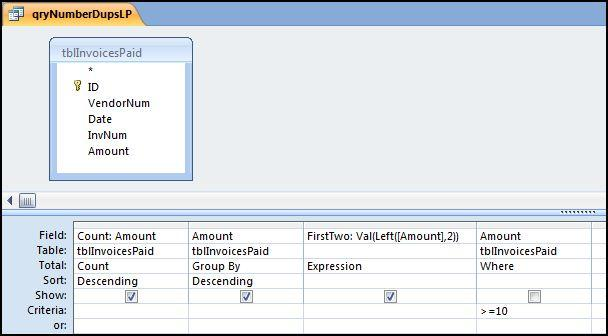 qryNumberDupsLP
tblInvoicesPaid
*
ID
VendorNum
Date
InvNum
Amount
Field: Count: Amount Amount FirstTwo: Val(Left([Amount],2)) Amount
Table: tblInvoicesPaid tblInvoicesPaid tblInvoicesPaid
Total: Count Group By Expression Where
Sort: Descending Descending
Show:
Criteria: >=10
or: